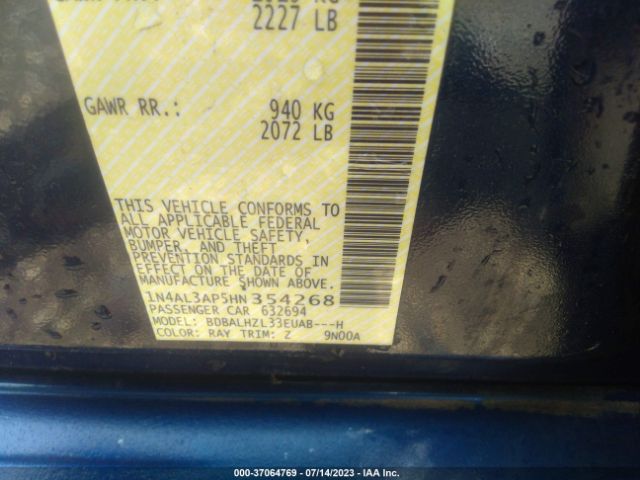 2227 LB
GAWR RR.: 940 KG
2072 LB
THIS VEHICLE CONFORMS TO
ALL APPLICABLE FEDERAL
MOTOR VEHICLE SAFETY,
BUMPER, AND THEFT
PREVENTION STANDARDS IN
EFFECT ON THE DATE OF
MANUFACTURE SHOWN ABOVE.
1N4AL3AP5HN354268
PASSENGER CAR 632694
MODEL: BDBALHZL33EUAB---H
COLOR: RAY TRIM: Z 9N00A
000-37064769 - 07/14/2023 - IAA Inc.